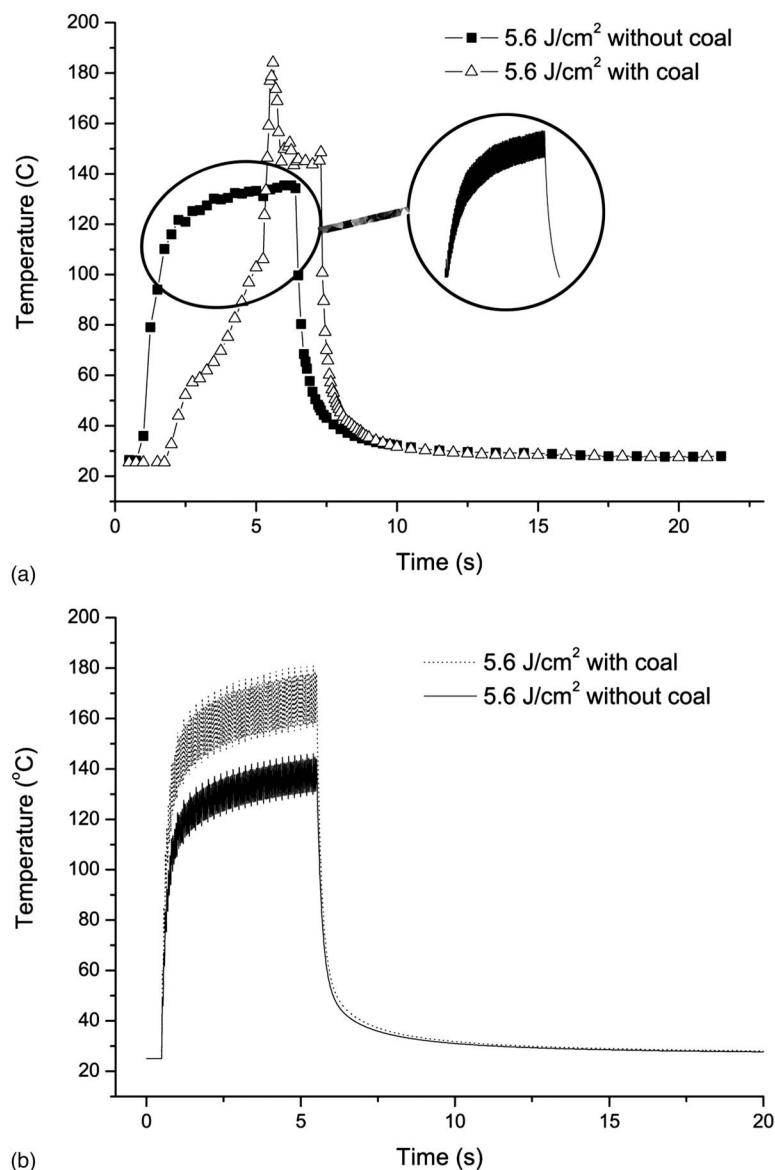 200
180
160
140
120
100
80
60
40
20
Temperature (C)
5.6 J/cm² without coal
5.6 J/cm² with coal
0 5 10 15 20
Time (s)
(a)
200
180
160
140
120
100
80
60
40
20
Temperature (°C)
5.6 J/cm² with coal
5.6 J/cm² without coal
0 5 10 15 20
Time (s)
(b)